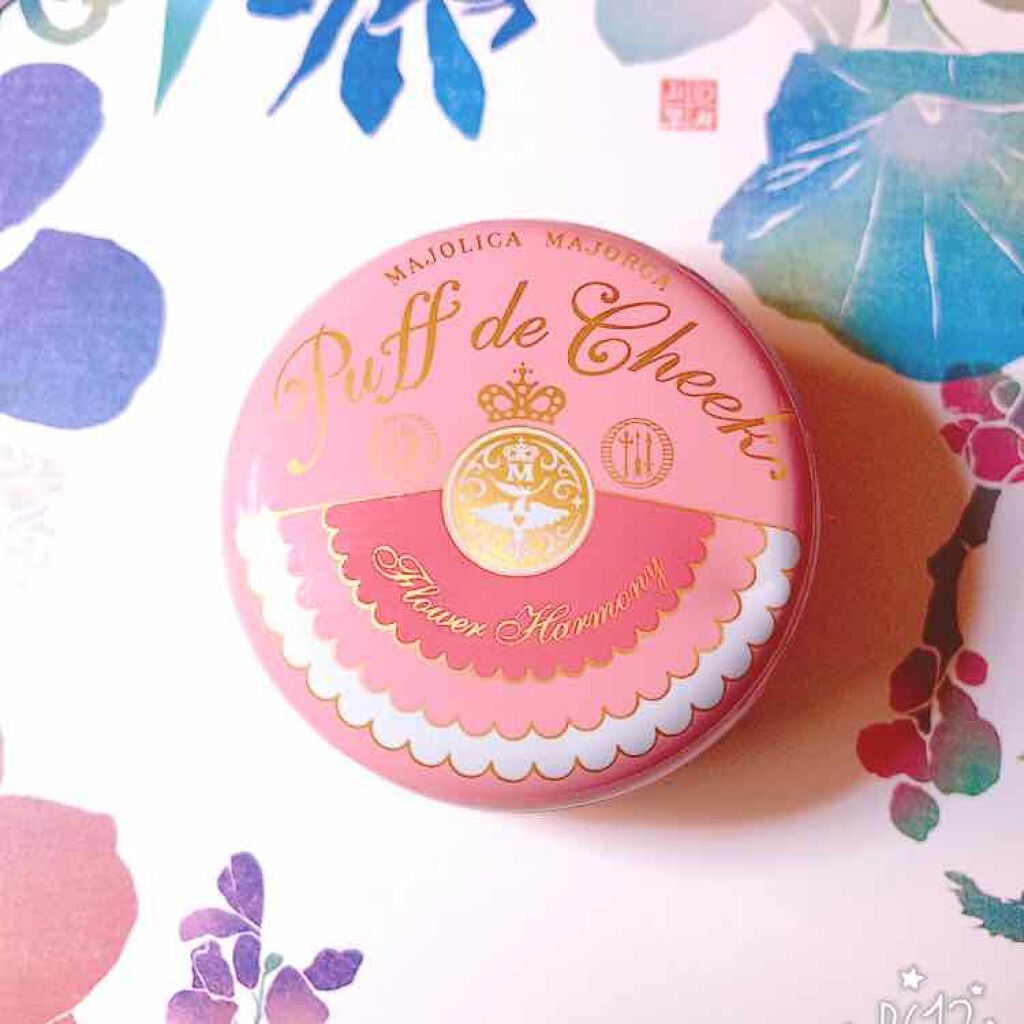 MAJOLICA MAJORCA
Puff de Cheek
M
Flower Harmony